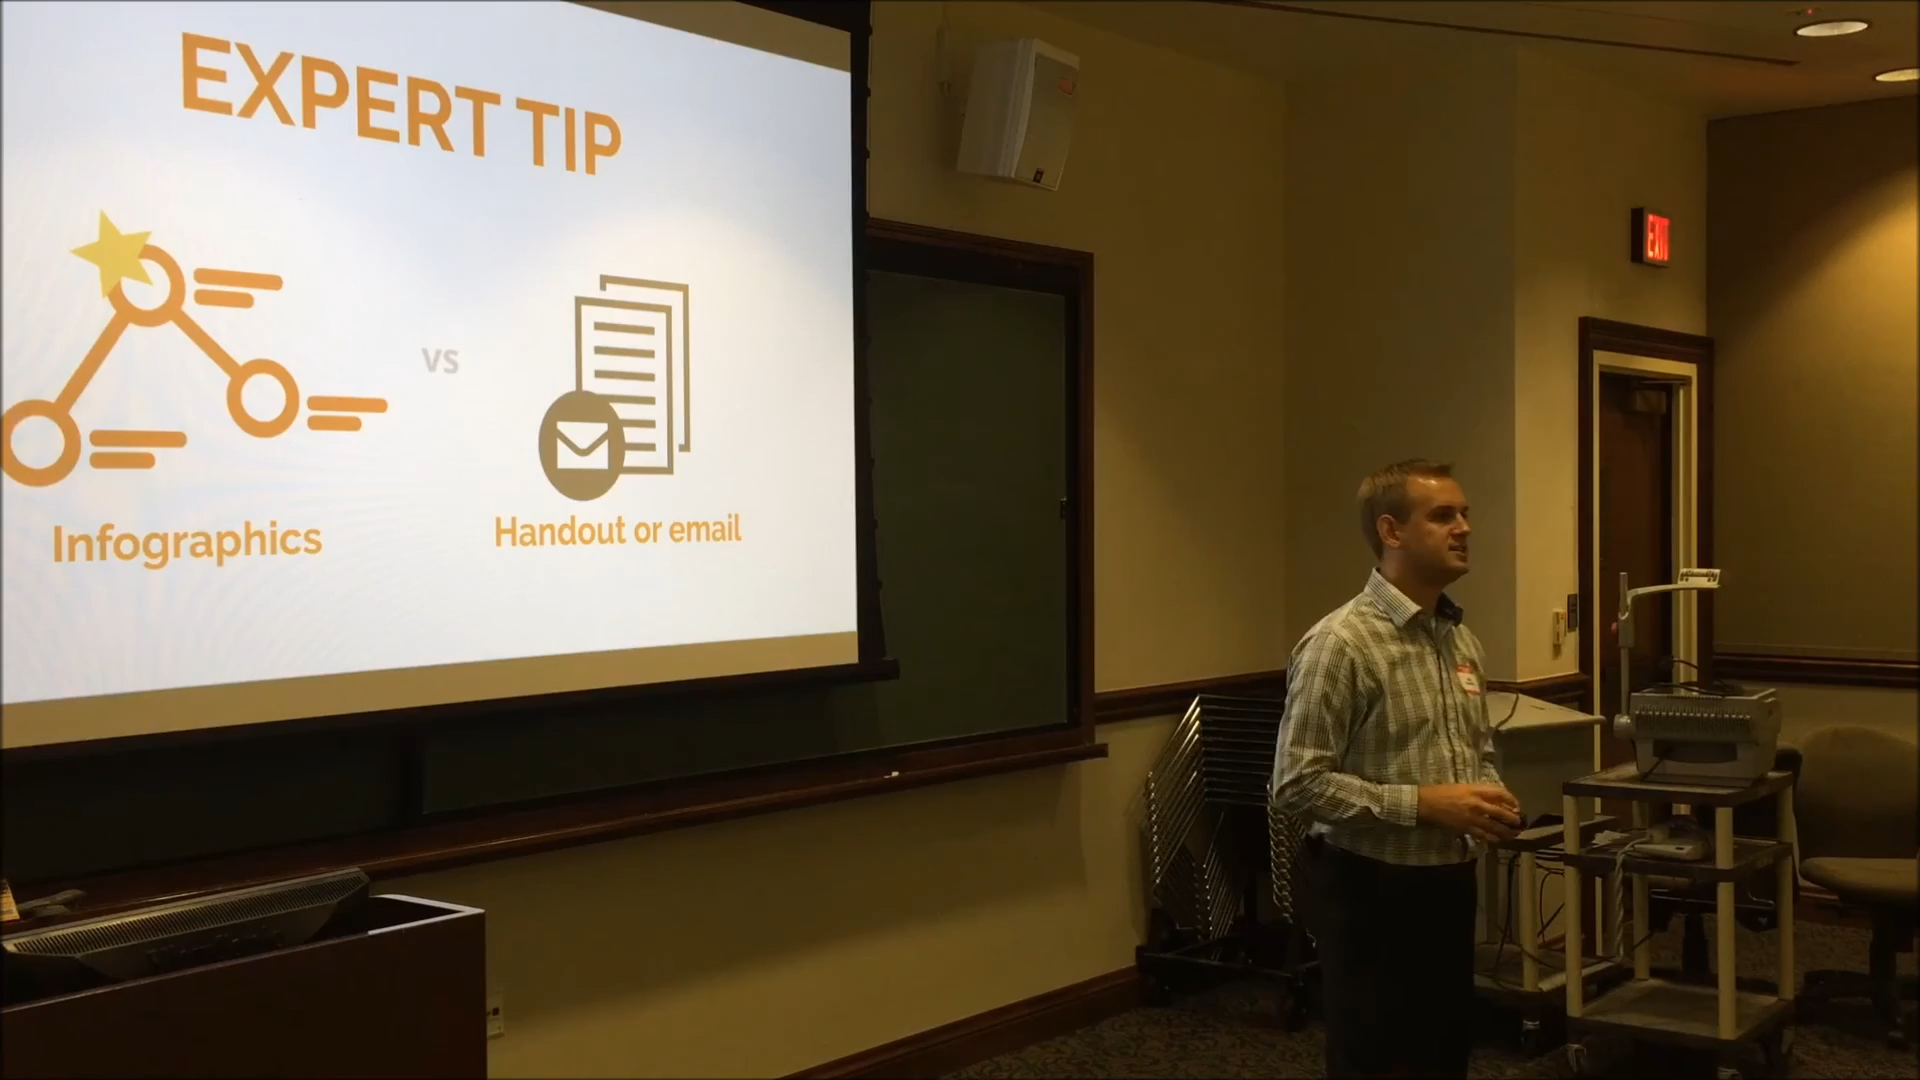 EXPERT TIP
vs
Infographics
Handout or email
EXIT